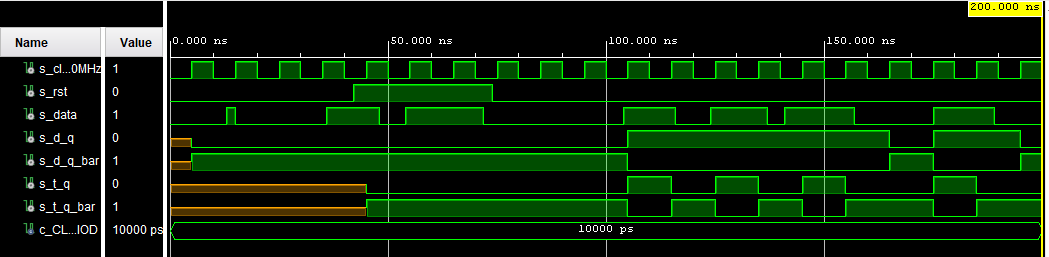 200.000 ns
Name Value
0.000 ns 50.000 ns 100.000 ns 150.000 ns
s_cl...0MHz 1
s_rst 0
s_data 1
s_d_q 0
s_d_q_bar 1
s_t_q 0
s_t_q_bar 1
c_CL...IOD 10000 ps 10000 ps